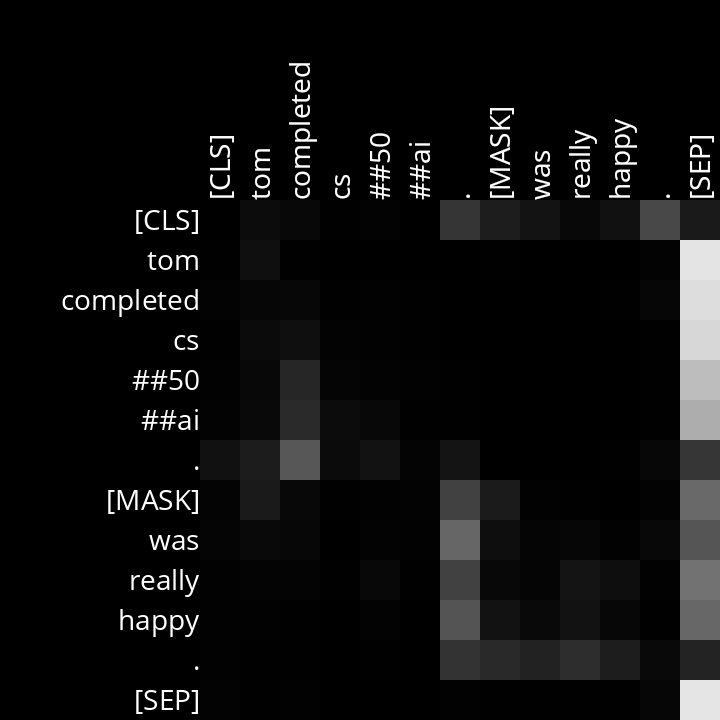 [CLS] tom completed cs ##50 ##ai . [MASK] was really happy . [SEP]
[CLS]
tom
completed
cs
##50
##ai
.
[MASK]
was
really
happy
.
[SEP]